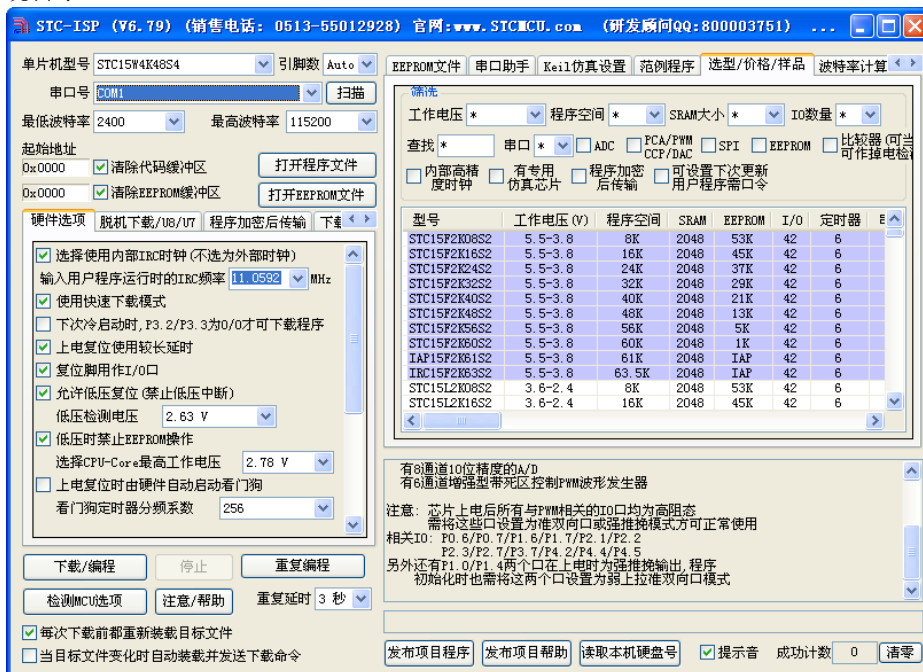 STC-ISP (V6.79) (销售电话: 0513-55012928) 官网:www.STCMCU.com (研发顾问QQ:800003751) ...
单片机型号 STC15W4K48S4 引脚数 Auto
串口号 COM1 扫描
最低波特率 2400 最高波特率 115200
起始地址
0x0000 清除代码缓冲区 打开程序文件
0x0000 清除EEPROM缓冲区 打开EEPROM文件
硬件选项 脱机下载/U8/U7 程序加密后传输 下载
选择使用内部IRC时钟(不选为外部时钟)
输入用户程序运行时的IRC频率 11.0592 MHz
使用快速下载模式
下次冷启动时,P3.2/P3.3为0/0才可下载程序
上电复位使用较长延时
复位脚用作I/O口
允许低压复位(禁止低压中断)
低压检测电压 2.63 V
低压时禁止EEPROM操作
选择CPU-Core最高工作电压 2.78 V
上电复位时由硬件自动启动看门狗
看门狗定时器分频系数 256
下载/编程 停止 重复编程
检测MCU选项 注意/帮助 重复延时 3 秒
每次下载前都重新装载目标文件
当目标文件变化时自动装载并发送下载命令
EEPROM文件 串口助手 Keil仿真设置 范例程序 选型/价格/样品 波特率计算
筛选
工作电压 * 程序空间 * SRAM大小 * IO数量 *
查找 * 串口 * ADC PCA/PWM CCP/DAC SPI EEPROM 比较器(可当可作掉电检
内部高精度时钟 有专用仿真芯片 程序加密后传输 可设置下次更新用户程序需口令
型号 工作电压(V) 程序空间 SRAM EEPROM I/O 定时器
STC15F2K08S2 5.5-3.8 8K 2048 53K 42 6
STC15F2K16S2 5.5-3.8 16K 2048 45K 42 6
STC15F2K24S2 5.5-3.8 24K 2048 37K 42 6
STC15F2K32S2 5.5-3.8 32K 2048 29K 42 6
STC15F2K40S2 5.5-3.8 40K 2048 21K 42 6
STC15F2K48S2 5.5-3.8 48K 2048 13K 42 6
STC15F2K56S2 5.5-3.8 56K 2048 5K 42 6
STC15F2K60S2 5.5-3.8 60K 2048 1K 42 6
IAP15F2K61S2 5.5-3.8 61K 2048 IAP 42 6
IRC15F2K63S2 5.5-3.8 63.5K 2048 IAP 42 6
STC15L2K08S2 3.6-2.4 8K 2048 53K 42 6
STC15L2K16S2 3.6-2.4 16K 2048 45K 42 6
有8通道10位精度的A/D
有6通道增强型带死区控制PWM波形发生器
注意: 芯片上电后所有与PWM相关的IO口均为高阻态
需将这些口设置为准双向口或强推挽模式方可正常使用
相关IO: P0.6/P0.7/P1.6/P1.7/P2.1/P2.2
P2.3/P2.7/P3.7/P4.2/P4.4/P4.5
另外还有P1.0/P1.4两个口在上电时为强推挽输出,程序
初始化时也需将这两个口设置为弱上拉准双向口模式
发布项目程序 发布项目帮助 读取本机硬盘号 提示音 成功计数 0 清零